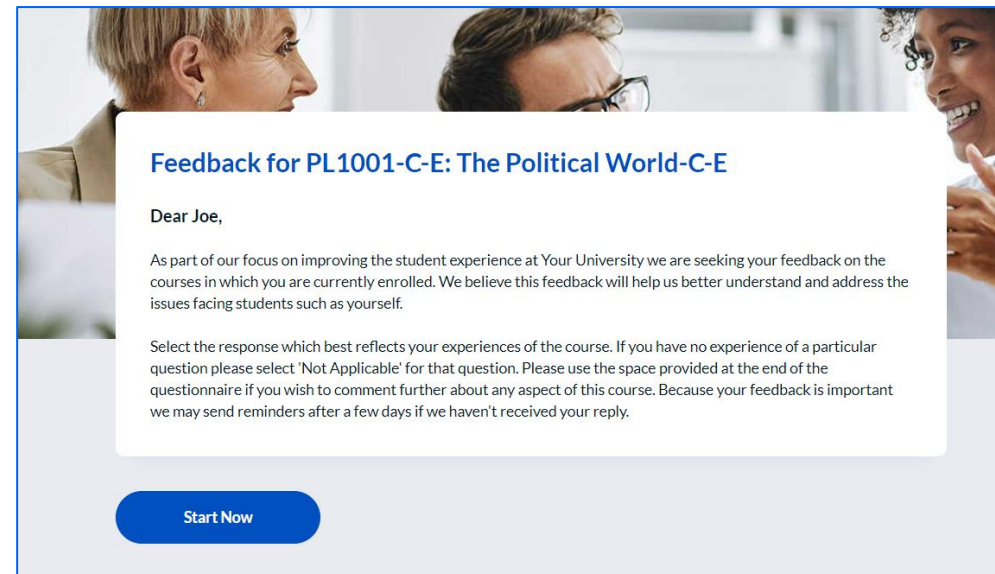 Feedback for PL1001-C-E: The Political World-C-E
Dear Joe,
As part of our focus on improving the student experience at Your University we are seeking your feedback on the
courses in which you are currently enrolled. We believe this feedback will help us better understand and address the
issues facing students such as yourself.
Select the response which best reflects your experiences of the course. If you have no experience of a particular
question please select 'Not Applicable' for that question. Please use the space provided at the end of the
questionnaire if you wish to comment further about any aspect of this course. Because your feedback is important
we may send reminders after a few days if we haven't received your reply.
Start Now